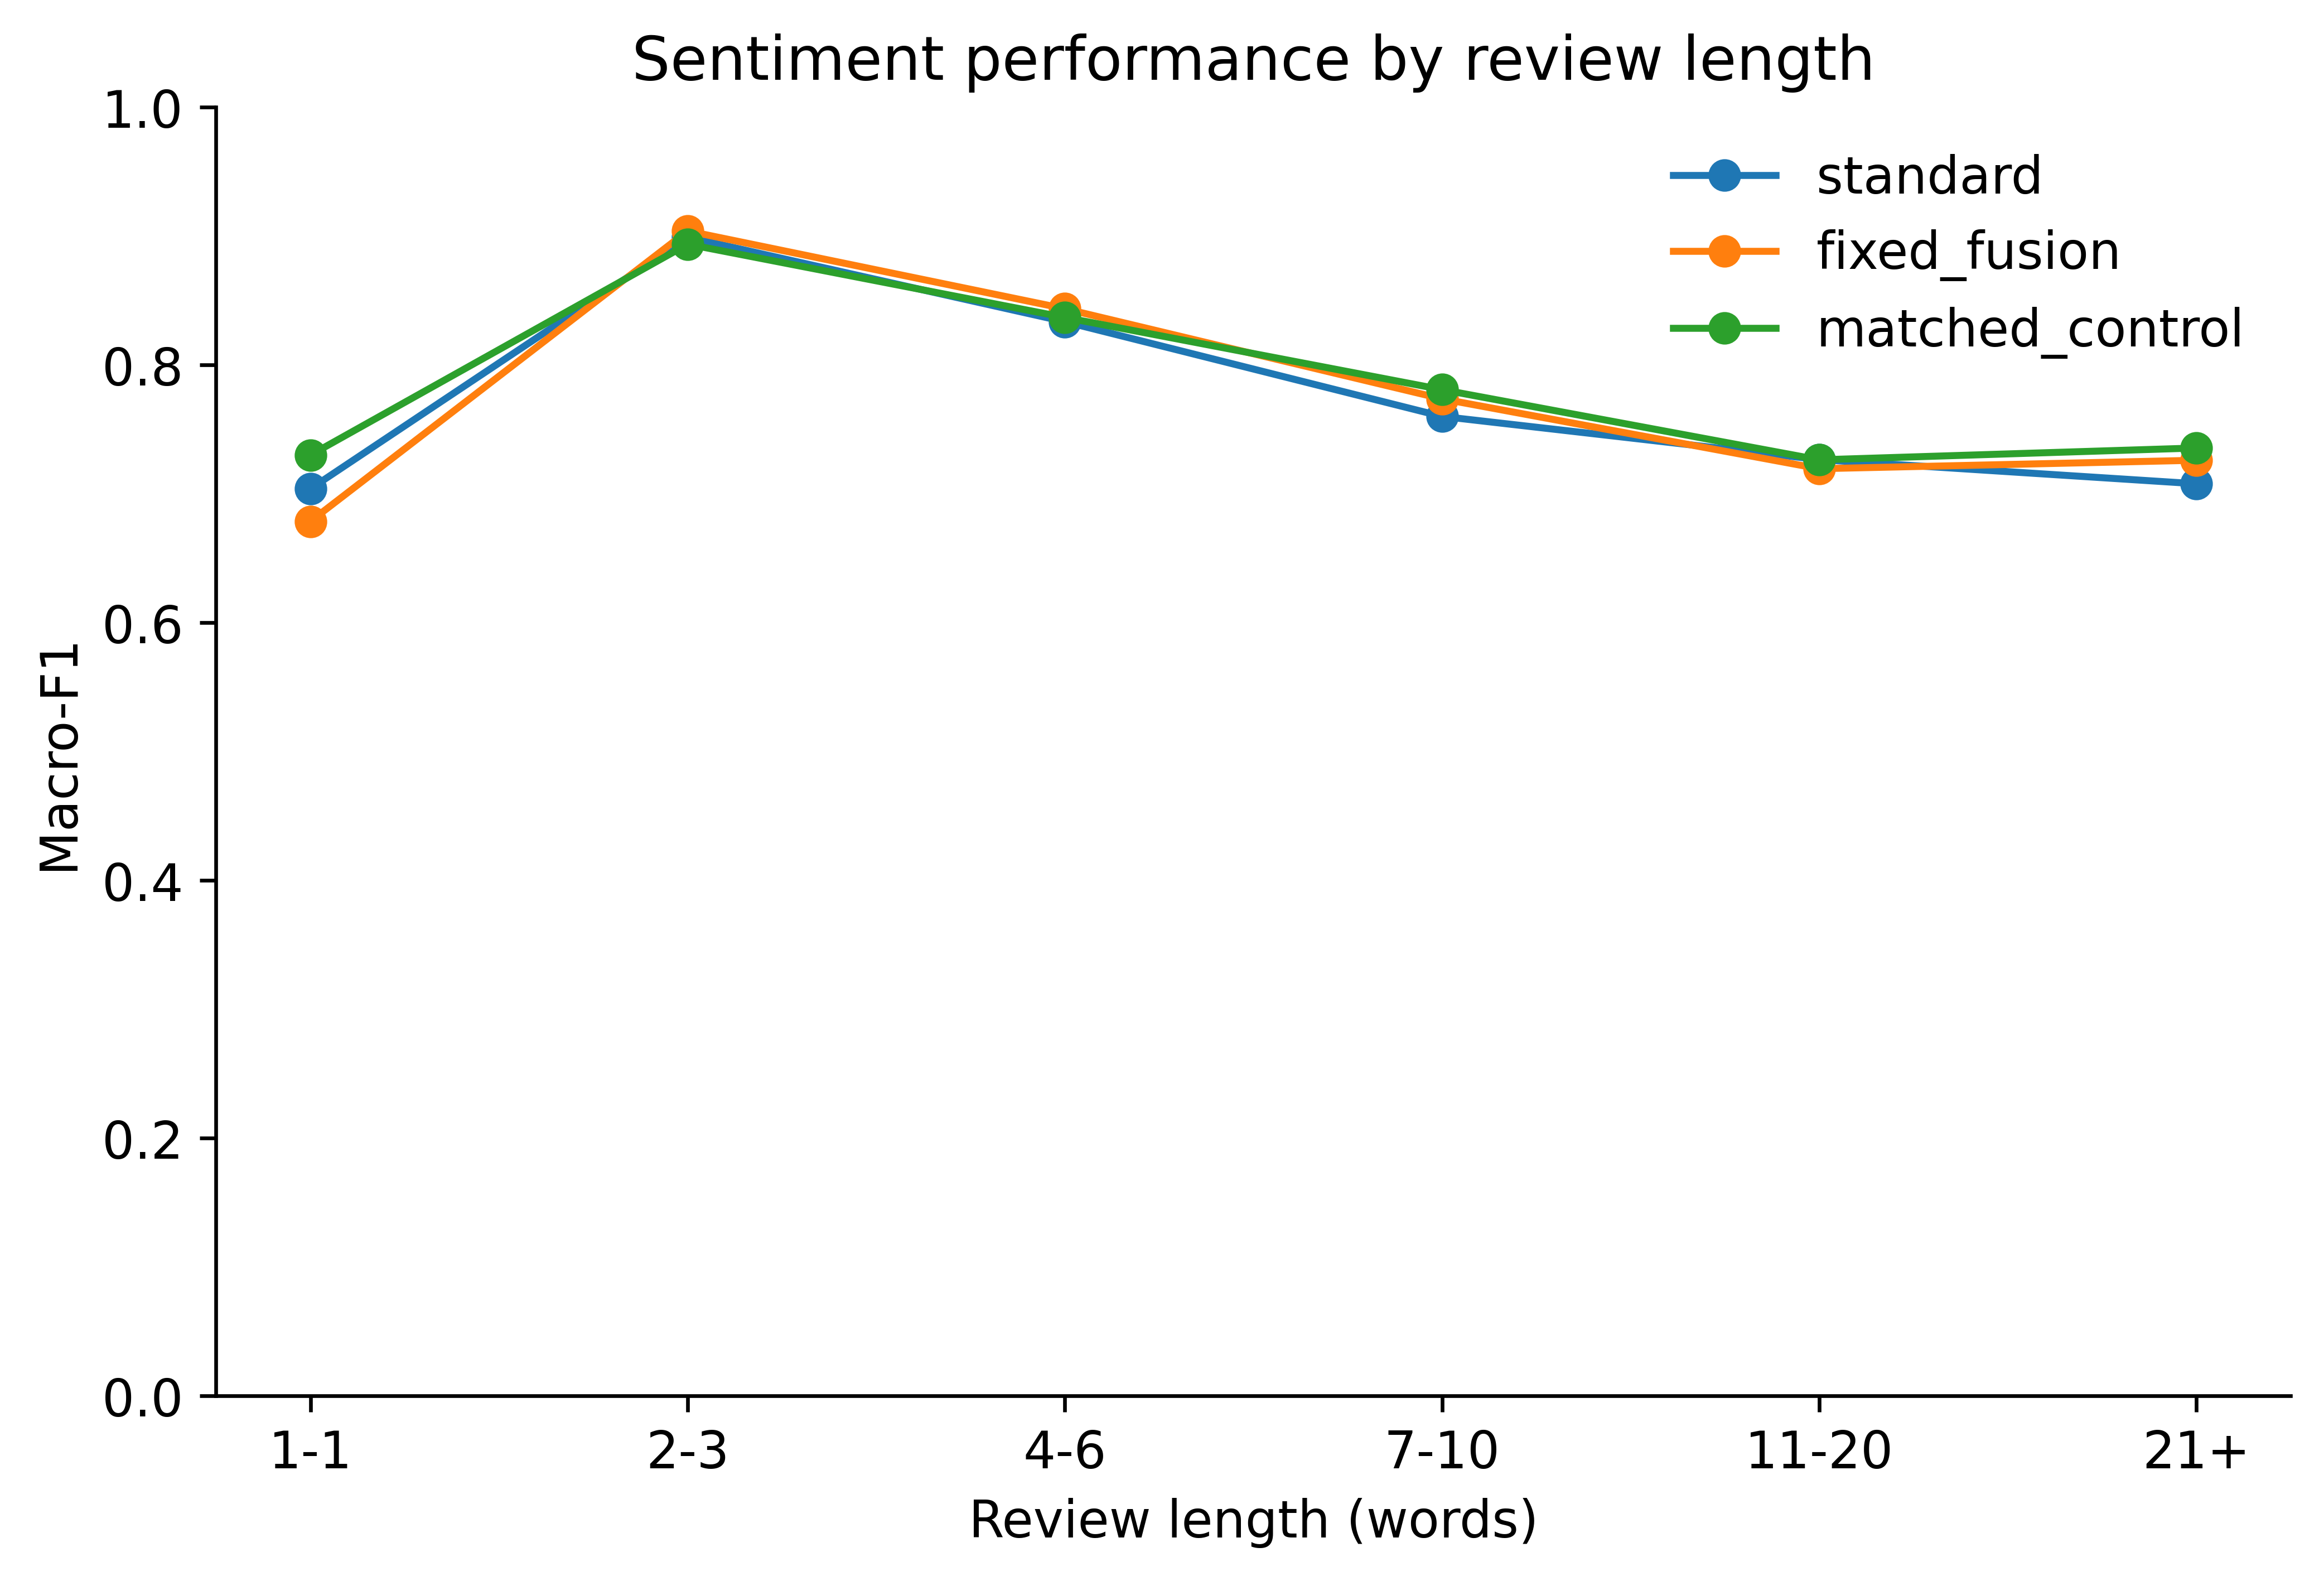 Sentiment performance by review length
standard
fixed_fusion
matched_control
Macro-F1
1.0
0.8
0.6
0.4
0.2
0.0
1-1 2-3 4-6 7-10 11-20 21+
Review length (words)